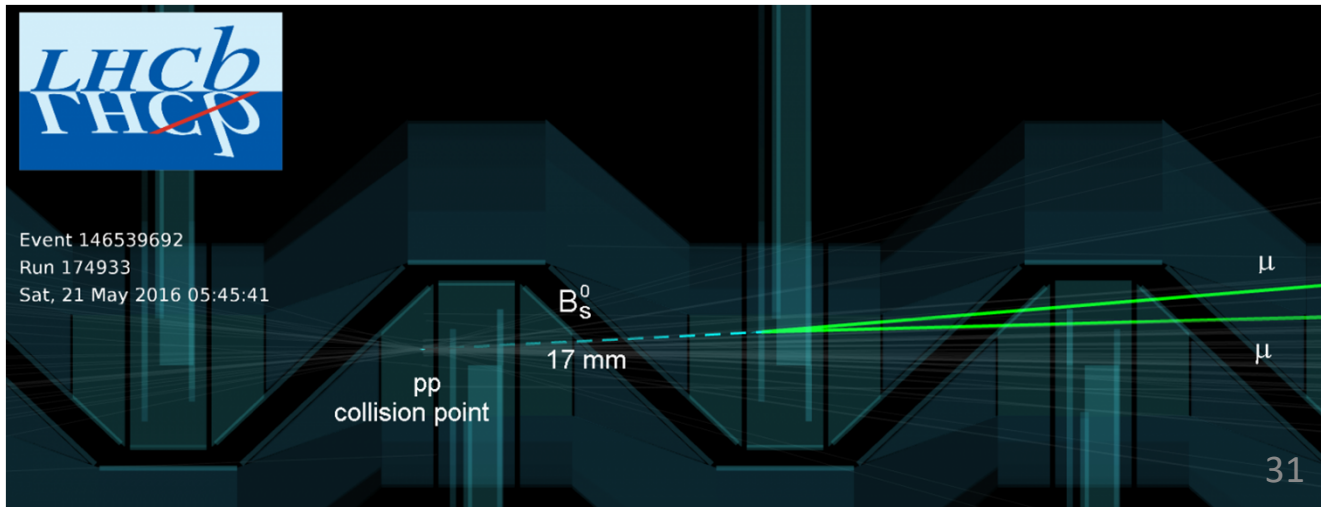 LHCb
LHCb
Event 146539692
Run 174933
Sat, 21 May 2016 05:45:41
B⁰ₛ
17 mm
pp
collision point
μ
μ
31